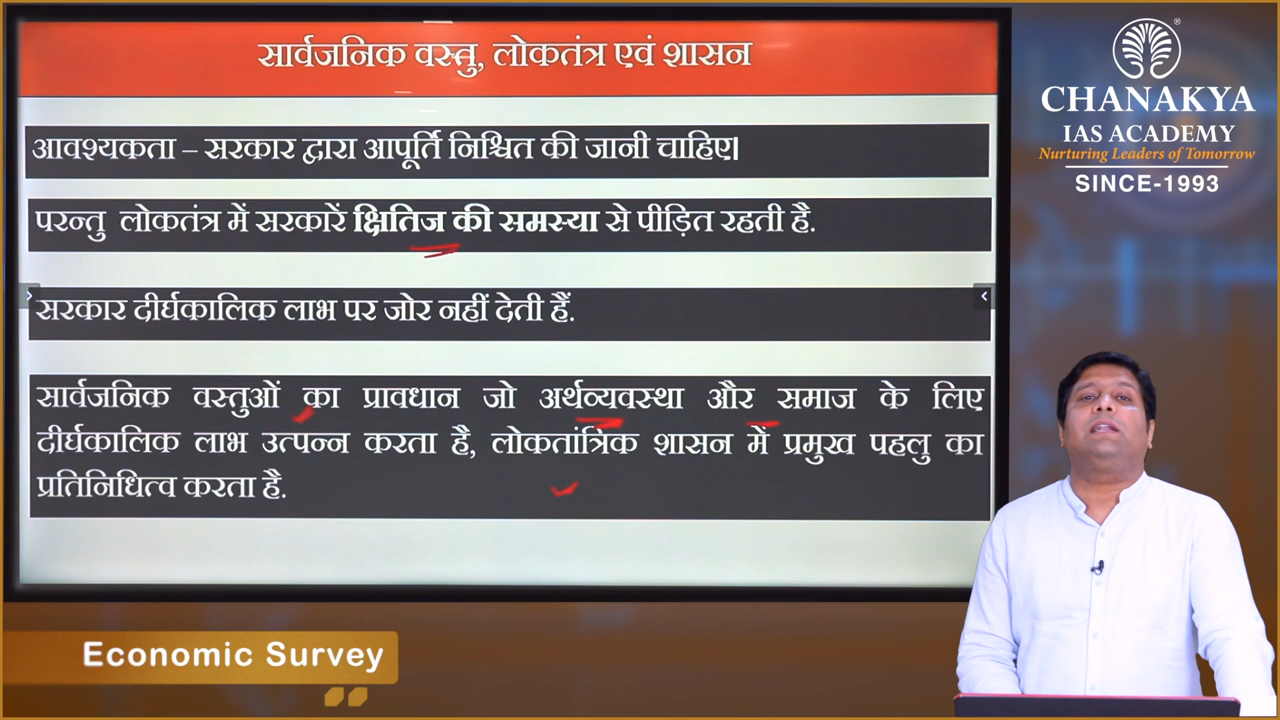 सार्वजनिक वस्तु, लोकतंत्र एवं शासन
आवश्यकता – सरकार द्वारा आपूर्ति निश्चित की जानी चाहिए।
परन्तु लोकतंत्र में सरकारें क्षितिज की समस्या से पीड़ित रहती है.
सरकार दीर्घकालिक लाभ पर जोर नहीं देती हैं.
सार्वजनिक वस्तुओं का प्रावधान जो अर्थव्यवस्था और समाज के लिए
दीर्घकालिक लाभ उत्पन्न करता है, लोकतांत्रिक शासन में प्रमुख पहलु का
प्रतिनिधित्व करता है.
®
CHANAKYA
IAS ACADEMY
Nurturing Leaders of Tomorrow
SINCE-1993
Economic Survey